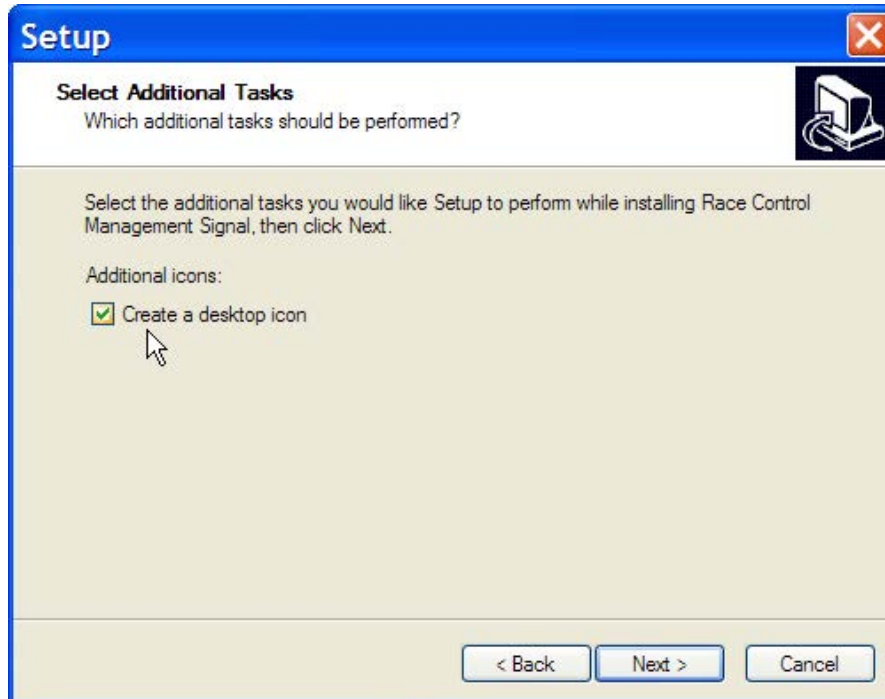 Setup
Select Additional Tasks
Which additional tasks should be performed?
Select the additional tasks you would like Setup to perform while installing Race Control
Management Signal, then click Next.
Additional icons:
Create a desktop icon
< Back Next > Cancel